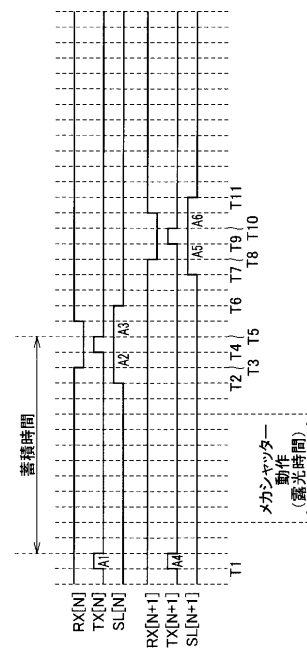 蓄積時間
RX[N]
TX[N]
SL[N]
RX[N+1]
TX[N+1]
SL[N+1]
A1
A2
A3
A4
A5
A6
T1
T2
T3
T4
T5
T6
T7
T8
T9
T10
T11
メカシャッター
動作
(露光時間)